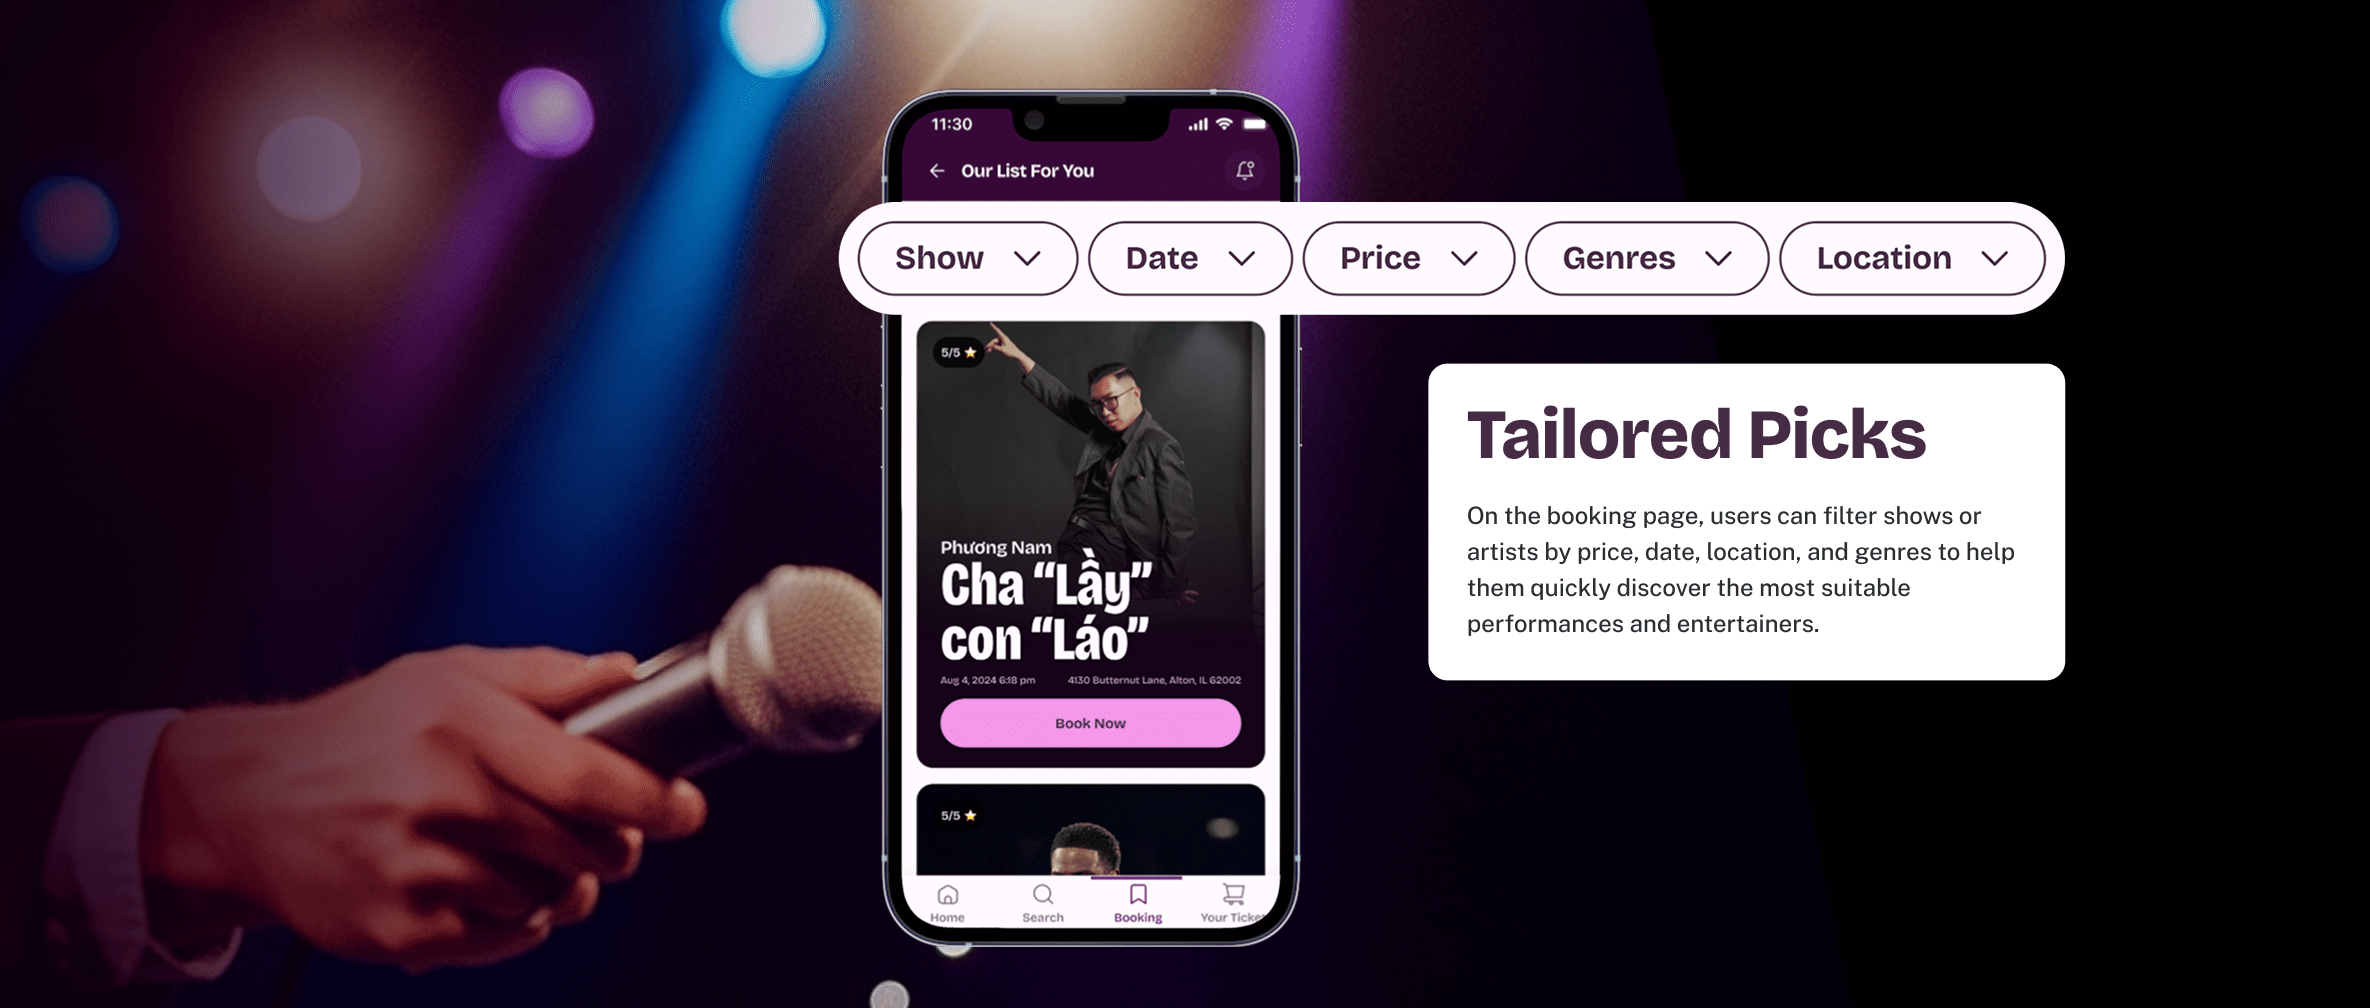 11:30
Our List For You
Show
Date
Price
Genres
Location
5/5
Phương Nam
Cha “Lầy”
con “Láo”
Aug 4, 2024 6:18 pm
4130 Butternut Lane, Alton, IL 62002
Book Now
5/5
Home
Search
Booking
Your Ticket
Tailored Picks
On the booking page, users can filter shows or
artists by price, date, location, and genres to help
them quickly discover the most suitable
performances and entertainers.